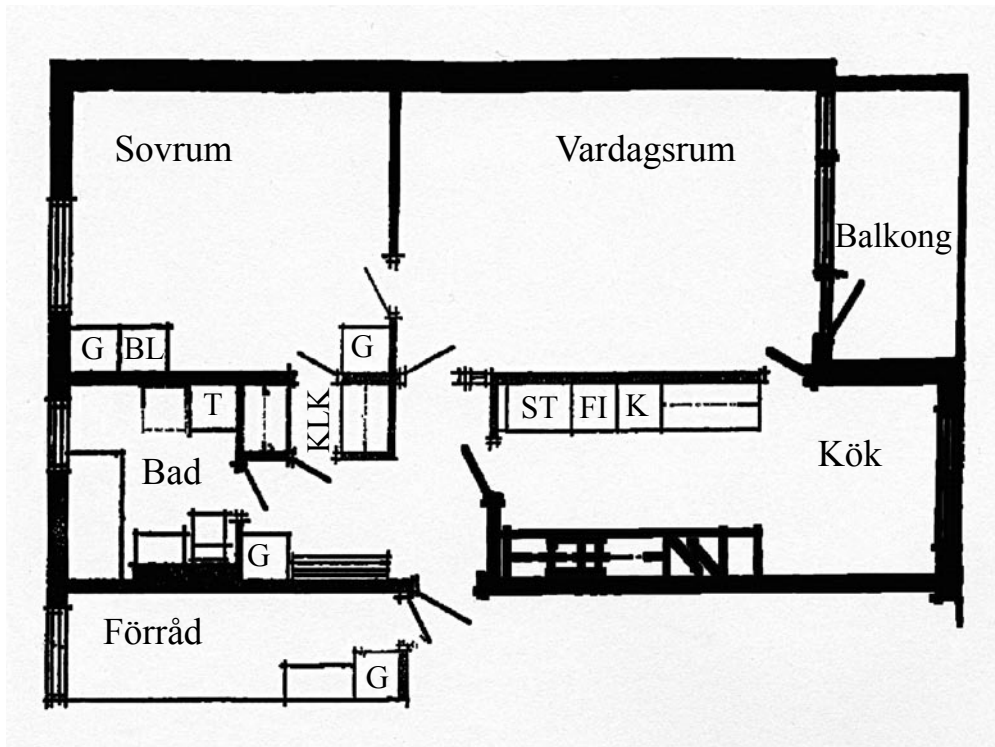 Sovrum
Vardagsrum
Balkong
G
BL
G
T
KLK
ST
FI
K
Kök
Bad
G
Förråd
G